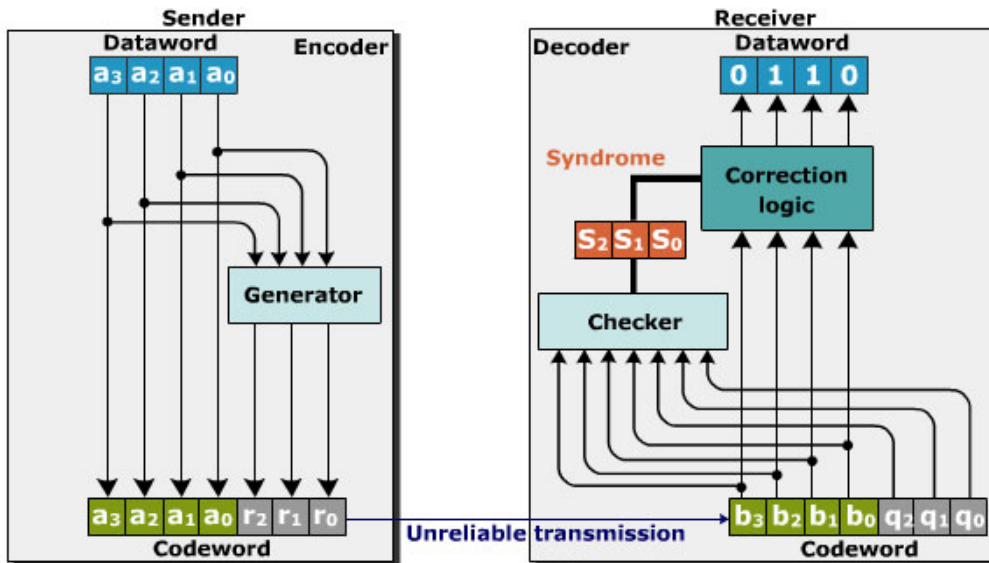 Sender
Dataword
Encoder
a3 a2 a1 a0
Generator
a3 a2 a1 a0 r2 r1 r0
Codeword
Unreliable transmission
Receiver
Decoder
Dataword
0 1 1 0
Syndrome
Correction
logic
S2 S1 S0
Checker
b3 b2 b1 b0 q2 q1 q0
Codeword